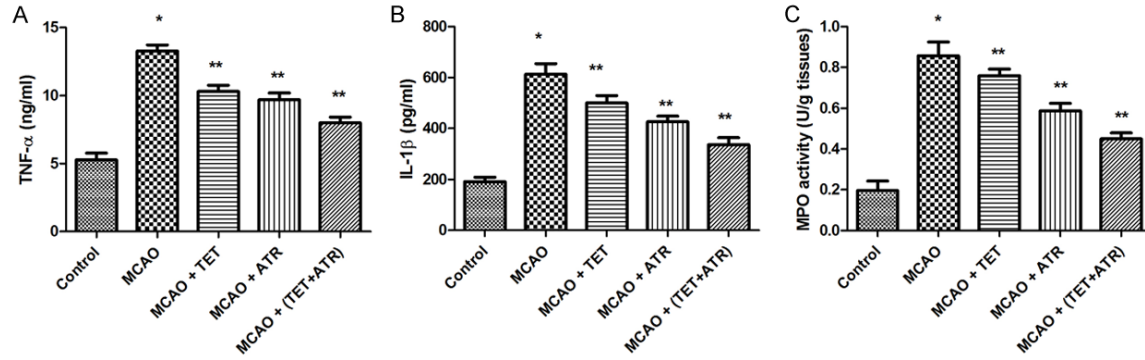 A
TNF-α (ng/ml)
15
10
5
0
*
**
**
**
Control
MCAO
MCAO + TET
MCAO + ATR
MCAO + (TET+ATR)
B
IL-1β (pg/ml)
800
600
400
200
0
*
**
**
**
Control
MCAO
MCAO + TET
MCAO + ATR
MCAO + (TET+ATR)
C
MPO activity (U/g tissues)
1.0
0.8
0.6
0.4
0.2
0.0
*
**
**
**
Control
MCAO
MCAO + TET
MCAO + ATR
MCAO + (TET+ATR)